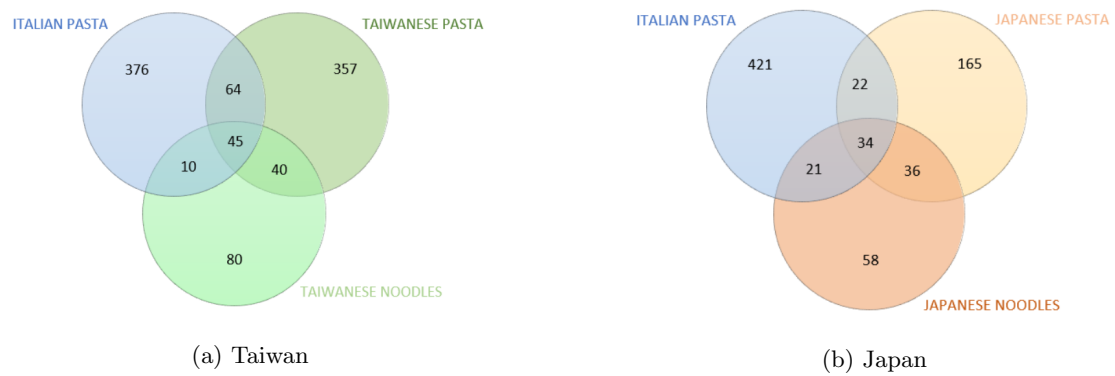 ITALIAN PASTA
TAIWANESE PASTA
376
64
357
45
10
40
80
TAIWANESE NOODLES
(a) Taiwan
ITALIAN PASTA
JAPANESE PASTA
421
22
165
34
21
36
58
JAPANESE NOODLES
(b) Japan